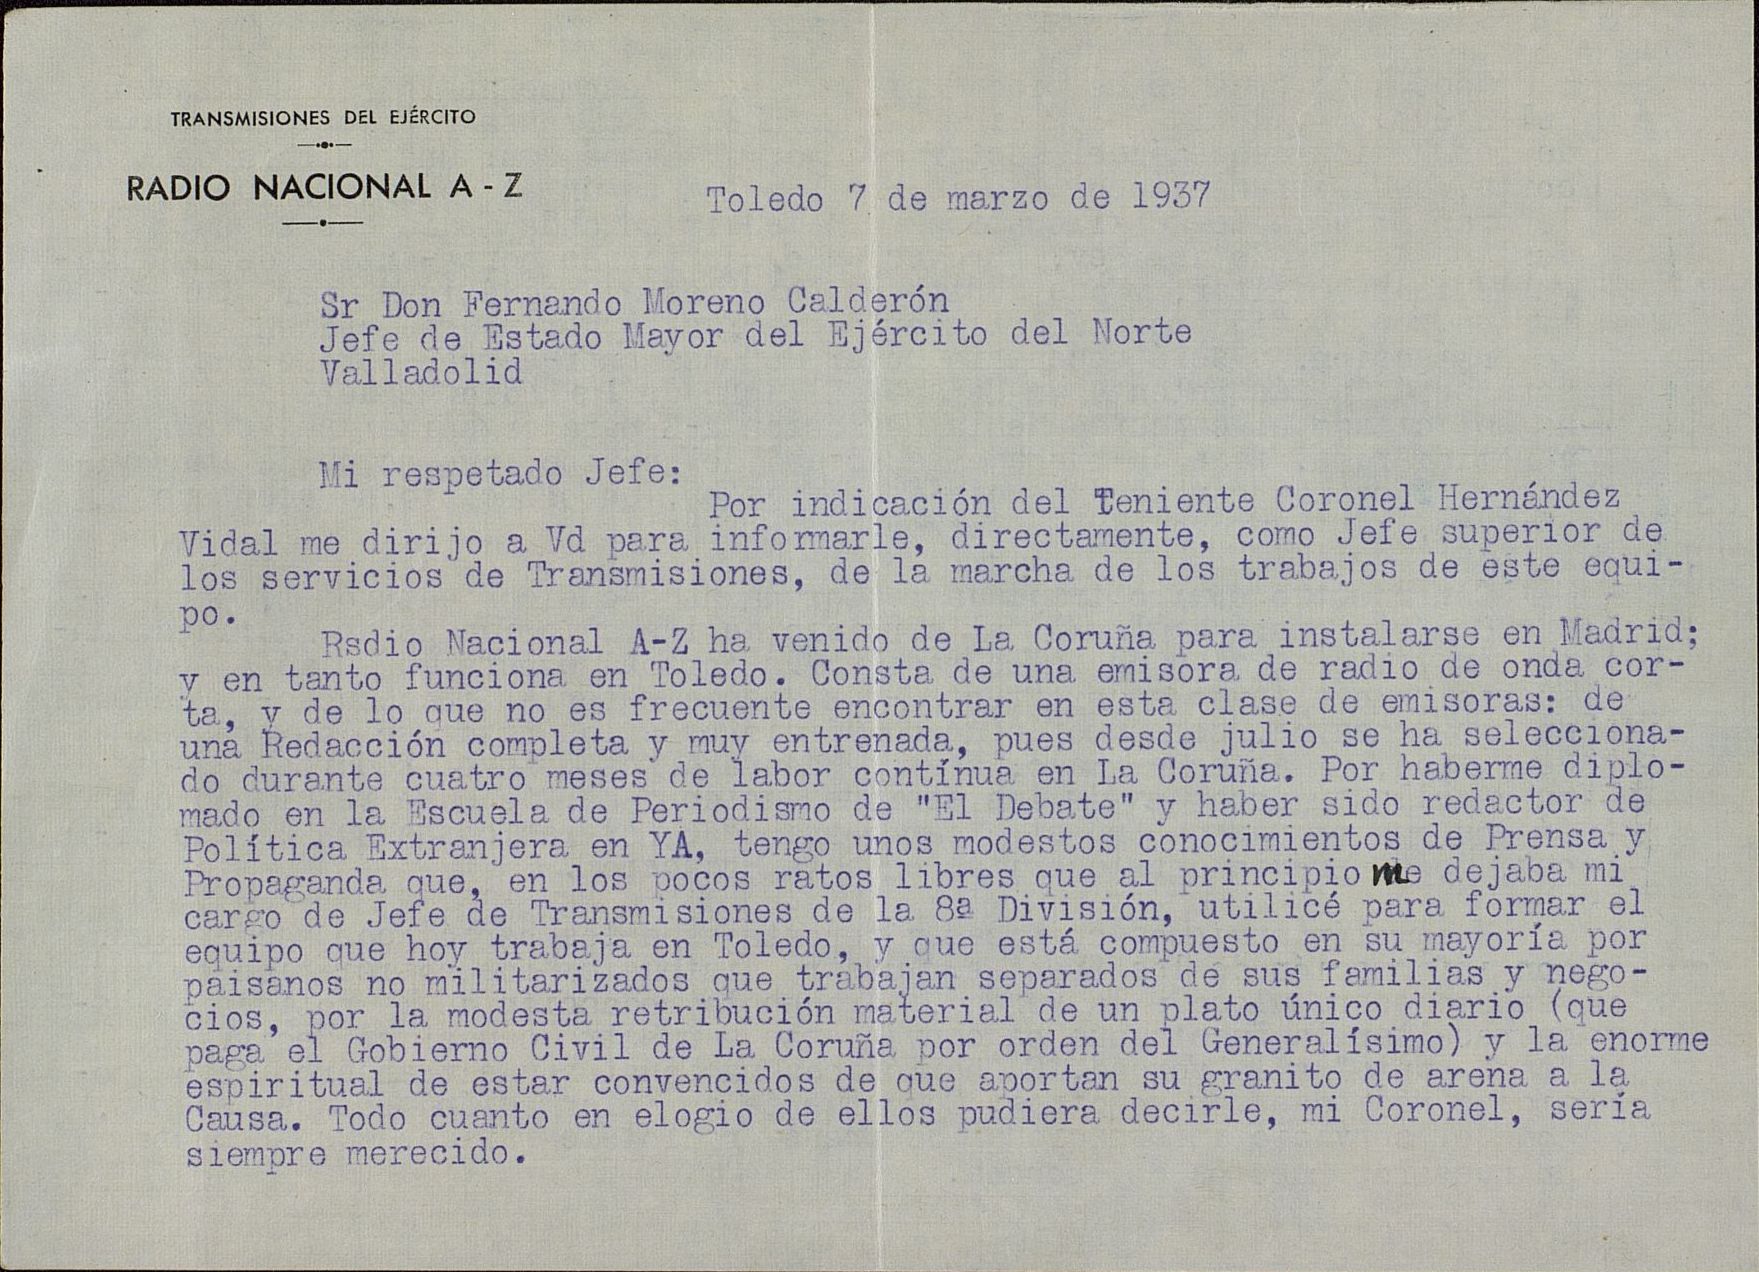 TRANSMISIONES DEL EJÉRCITO
RADIO NACIONAL A - Z
Toledo 7 de marzo de 1937
Sr Don Fernando Moreno Calderón
Jefe de Estado Mayor del Ejército del Norte
Valladolid
Mi respetado Jefe:
Por indicación del Teniente Coronel Hernández
Vidal me dirijo a Vd para informarle, directamente, como Jefe superior de
los servicios de Transmisiones, de la marcha de los trabajos de este equi-
po.
Rsdio Nacional A-Z ha venido de La Coruña para instalarse en Madrid;
y en tanto funciona en Toledo. Consta de una emisora de radio de onda cor-
ta, y de lo que no es frecuente encontrar en esta clase de emisoras: de
una Redacción completa y muy entrenada, pues desde julio se ha selecciona-
do durante cuatro meses de labor contínua en La Coruña. Por haberme diplo-
mado en la Escuela de Periodismo de "El Debate" y haber sido redactor de
Política Extranjera en YA, tengo unos modestos conocimientos de Prensa y
Propaganda que, en los pocos ratos libres que al principio me dejaba mi
cargo de Jefe de Transmisiones de la 8ª División, utilicé para formar el
equipo que hoy trabaja en Toledo, y que está compuesto en su mayoría por
paisanos no militarizados que trabajan separados de sus familias y nego-
cios, por la modesta retribución material de un plato único diario (que
paga el Gobierno Civil de La Coruña por orden del Generalísimo) y la enorme
espiritual de estar convencidos de que aportan su granito de arena a la
Causa. Todo cuanto en elogio de ellos pudiera decirle, mi Coronel, sería
siempre merecido.